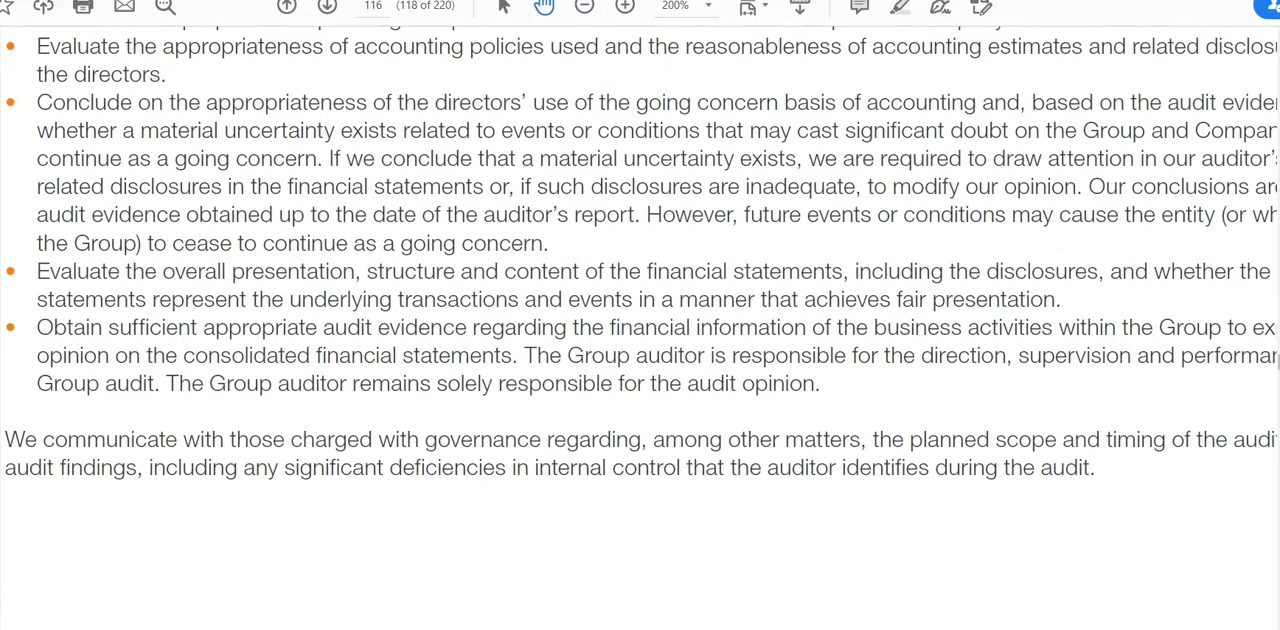 116 (118 of 220) 200%
Evaluate the appropriateness of accounting policies used and the reasonableness of accounting estimates and related
the directors.
Conclude on the appropriateness of the directors’ use of the going concern basis of accounting and, based on the audit
whether a material uncertainty exists related to events or conditions that may cast significant doubt on the Group and
continue as a going concern. If we conclude that a material uncertainty exists, we are required to draw attention in our auditor’
related disclosures in the financial statements or, if such disclosures are inadequate, to modify our opinion. Our conclusions
audit evidence obtained up to the date of the auditor’s report. However, future events or conditions may cause the entity (or
the Group) to cease to continue as a going concern.
Evaluate the overall presentation, structure and content of the financial statements, including the disclosures, and whether the
statements represent the underlying transactions and events in a manner that achieves fair presentation.
Obtain sufficient appropriate audit evidence regarding the financial information of the business activities within the Group to
opinion on the consolidated financial statements. The Group auditor is responsible for the direction, supervision and
Group audit. The Group auditor remains solely responsible for the audit opinion.
We communicate with those charged with governance regarding, among other matters, the planned scope and timing of the
audit findings, including any significant deficiencies in internal control that the auditor identifies during the audit.